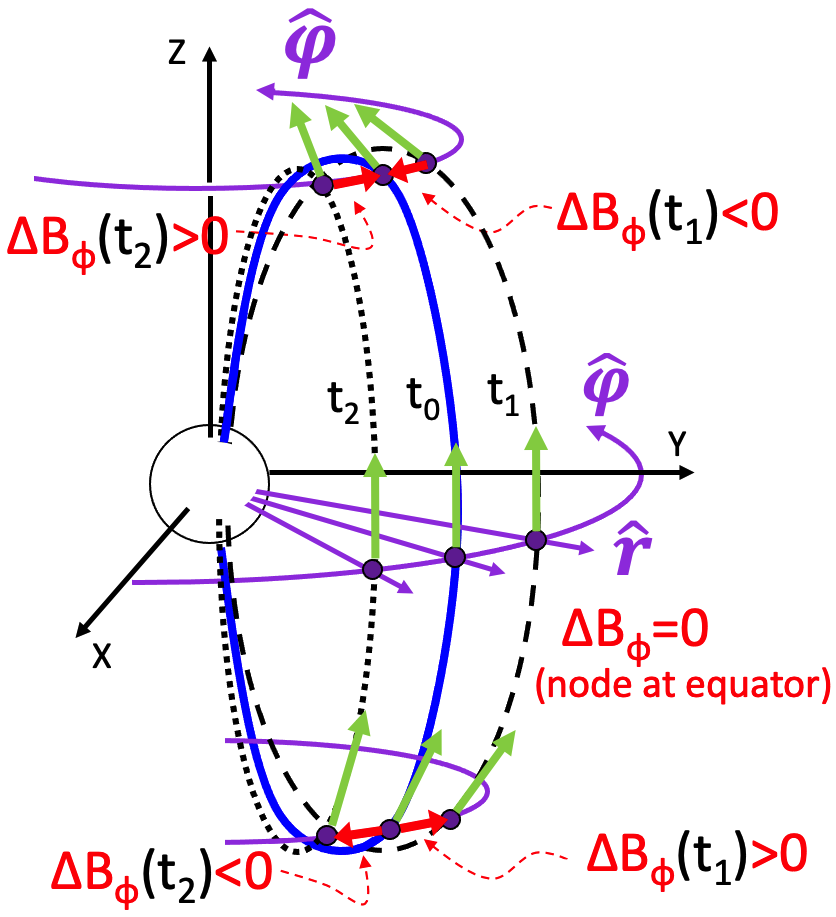 Z
φ̂
ΔBϕ(t₂)>0
ΔBϕ(t₁)<0
t₂
t₀
t₁
φ̂
Y
r̂
X
ΔBϕ=0
(node at equator)
ΔBϕ(t₂)<0
ΔBϕ(t₁)>0